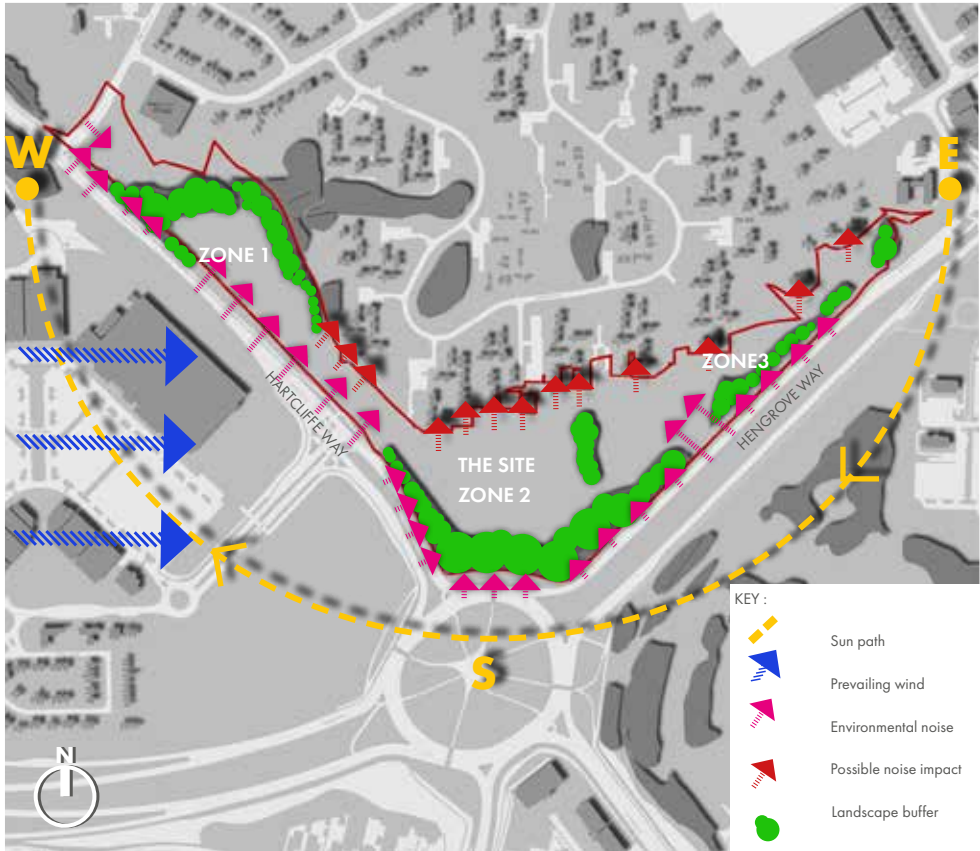 W
E
ZONE 1
ZONE3
HARTCLIFFE WAY
HENGROVE WAY
THE SITE
ZONE 2
S
N
KEY :
Sun path
Prevailing wind
Environmental noise
Possible noise impact
Landscape buffer